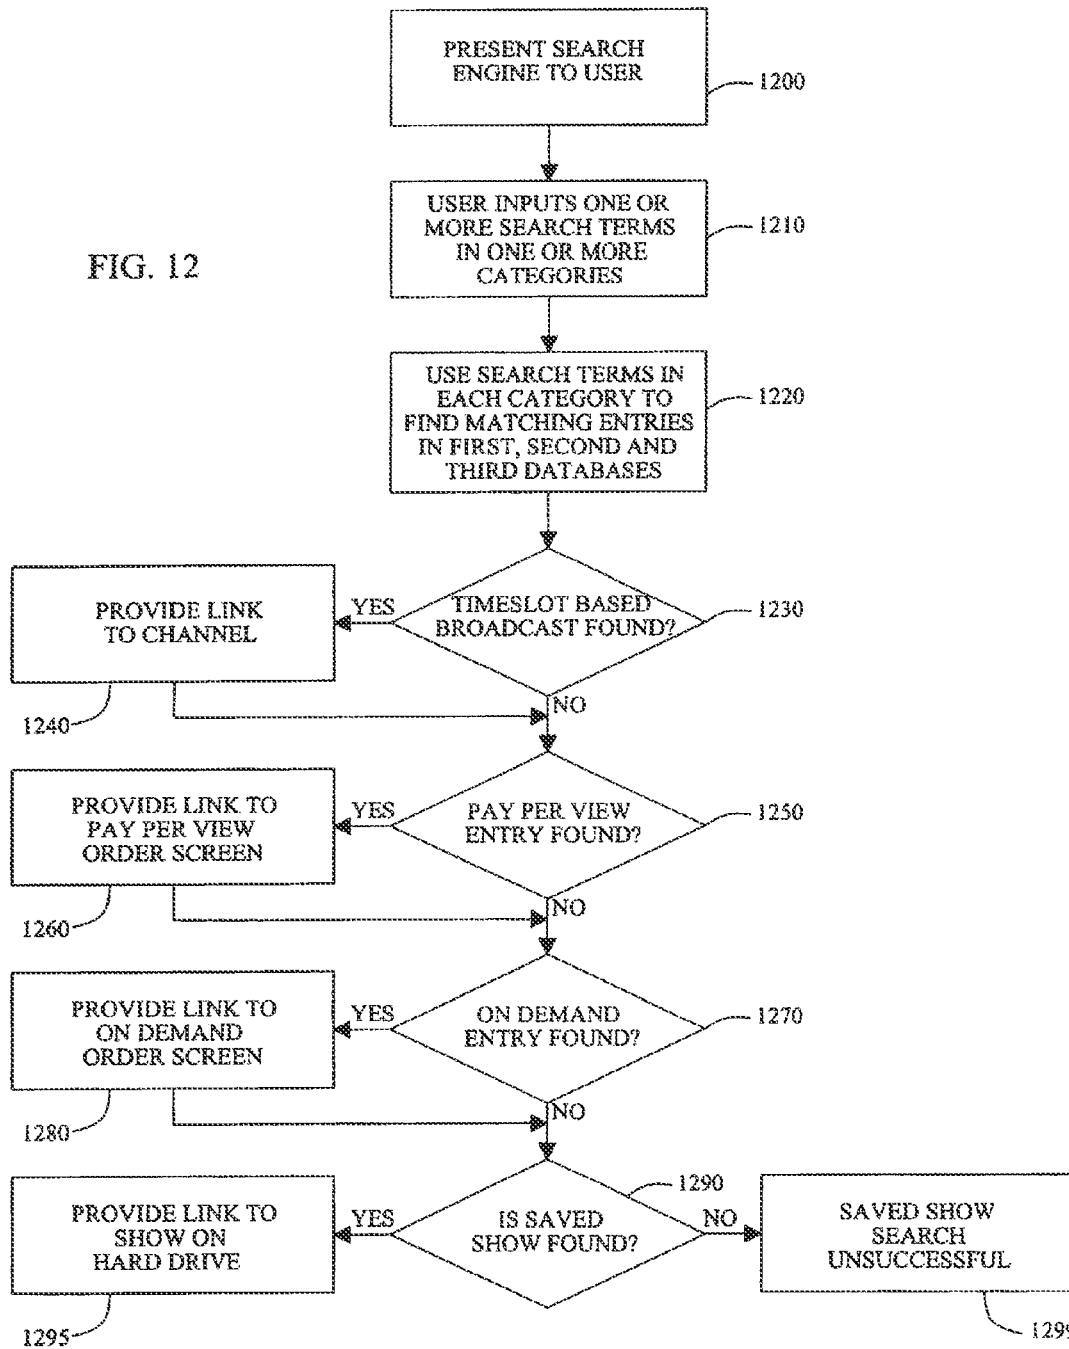 PRESENT SEARCH
ENGINE TO USER
1200
USER INPUTS ONE OR
MORE SEARCH TERMS
IN ONE OR MORE
CATEGORIES
1210
FIG. 12
USE SEARCH TERMS IN
EACH CATEGORY TO
FIND MATCHING ENTRIES
IN FIRST, SECOND AND
THIRD DATABASES
1220
TIMESLOT BASED
BROADCAST FOUND?
1230
YES
PROVIDE LINK
TO CHANNEL
1240
NO
PAY PER VIEW
ENTRY FOUND?
1250
YES
PROVIDE LINK TO
PAY PER VIEW
ORDER SCREEN
1260
NO
ON DEMAND
ENTRY FOUND?
1270
YES
PROVIDE LINK TO
ON DEMAND
ORDER SCREEN
1280
NO
IS SAVED
SHOW FOUND?
1290
YES
PROVIDE LINK TO
SHOW ON
HARD DRIVE
1295
NO
SAVED SHOW
SEARCH
UNSUCCESSFUL
1299